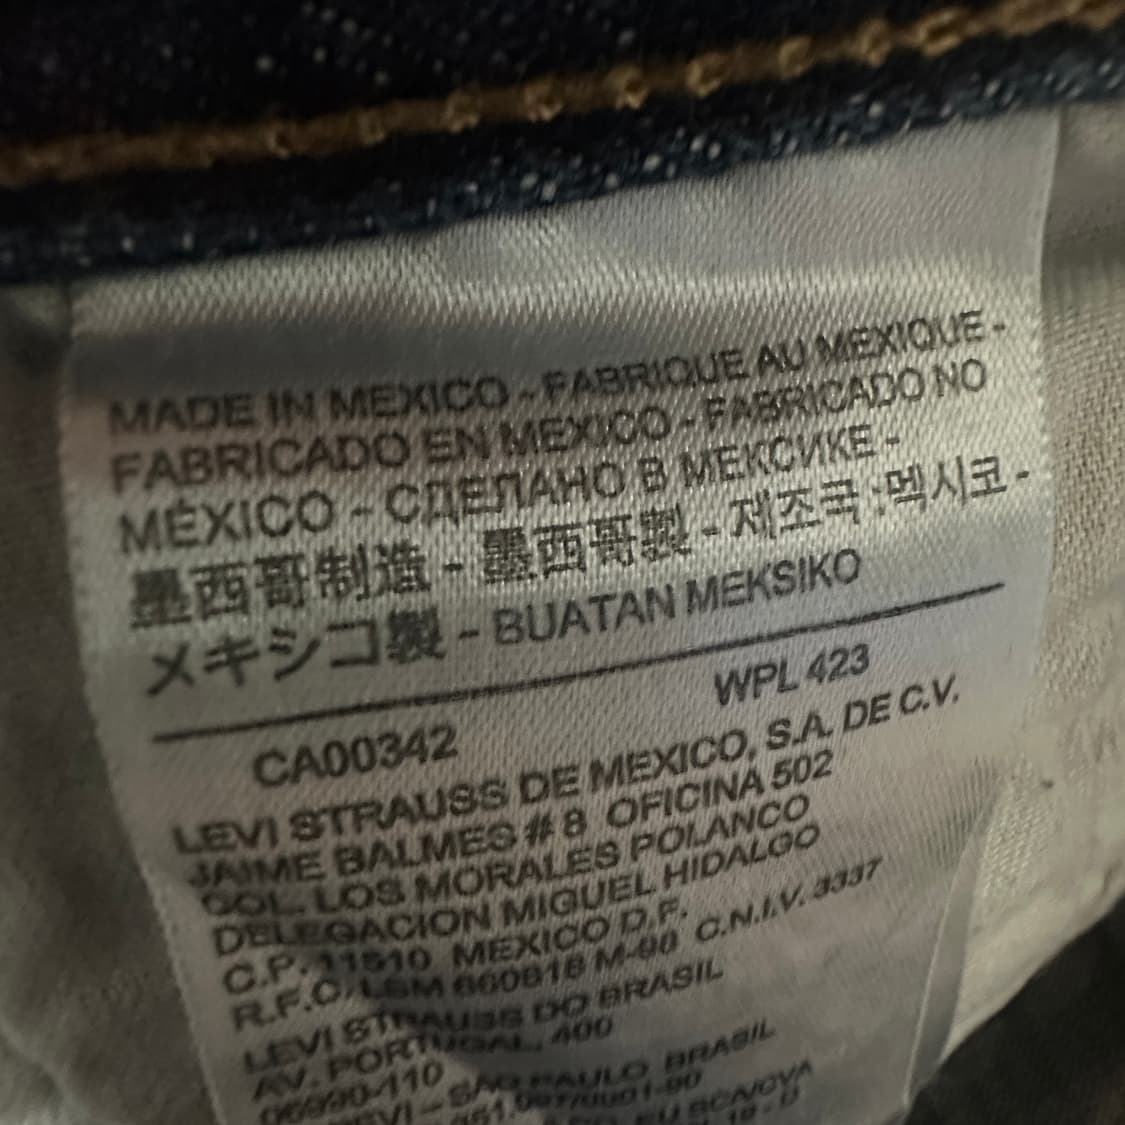 MADE IN MEXICO - FABRIQUE AU MEXIQUE -
FABRICADO EN MEXICO - FABRICADO NO
MÉXICO - СДЕЛАНО В МЕКСИКЕ -
墨西哥制造 - 墨西哥製 - 제조국 :멕시코 -
メキシコ製 - BUATAN MEKSIKO
CA00342 WPL 423
LEVI STRAUSS DE MEXICO, S.A. DE C.V.
JAIME BALMES # 8 OFICINA 502
COL. LOS MORALES POLANCO
DELEGACION MIGUEL HIDALGO
C.P. 11510 MEXICO D.F.
R.F.C. LSM M-90 C.N.I.V. 3337
LEVI STRAUSS DO BRASIL
AV. PORTUGAL, 400
SÃO PAULO BRASIL